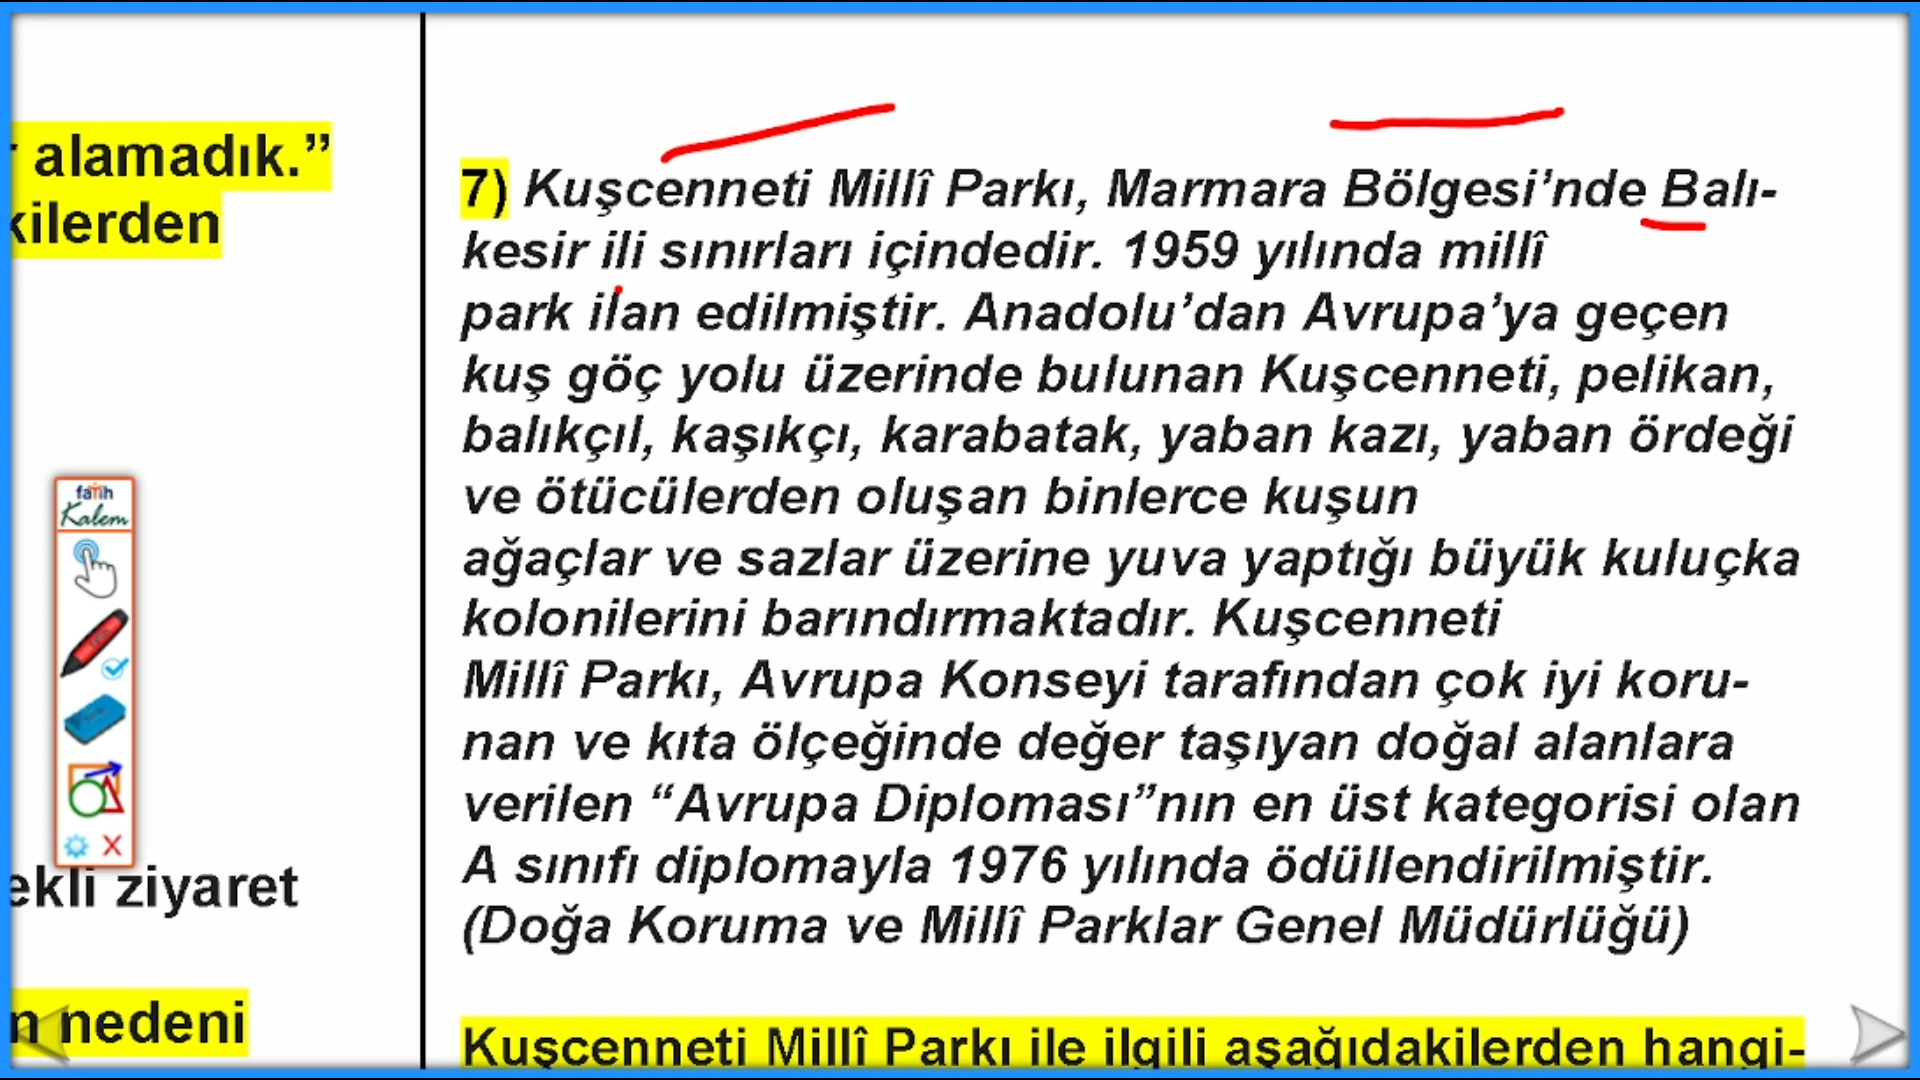 alamadık.”
kilerden
fatih
Kalem
ekli ziyaret
n nedeni
7) Kuşcenneti Millî Parkı, Marmara Bölgesi’nde Balı-
kesir ili sınırları içindedir. 1959 yılında millî
park ilan edilmiştir. Anadolu’dan Avrupa’ya geçen
kuş göç yolu üzerinde bulunan Kuşcenneti, pelikan,
balıkçıl, kaşıkçı, karabatak, yaban kazı, yaban ördeği
ve ötücülerden oluşan binlerce kuşun
ağaçlar ve sazlar üzerine yuva yaptığı büyük kuluçka
kolonilerini barındırmaktadır. Kuşcenneti
Millî Parkı, Avrupa Konseyi tarafından çok iyi koru-
nan ve kıta ölçeğinde değer taşıyan doğal alanlara
verilen “Avrupa Diploması”nın en üst kategorisi olan
A sınıfı diplomayla 1976 yılında ödüllendirilmiştir.
(Doğa Koruma ve Millî Parklar Genel Müdürlüğü)
Kuşcenneti Millî Parkı ile ilgili aşağıdakilerden hangi-